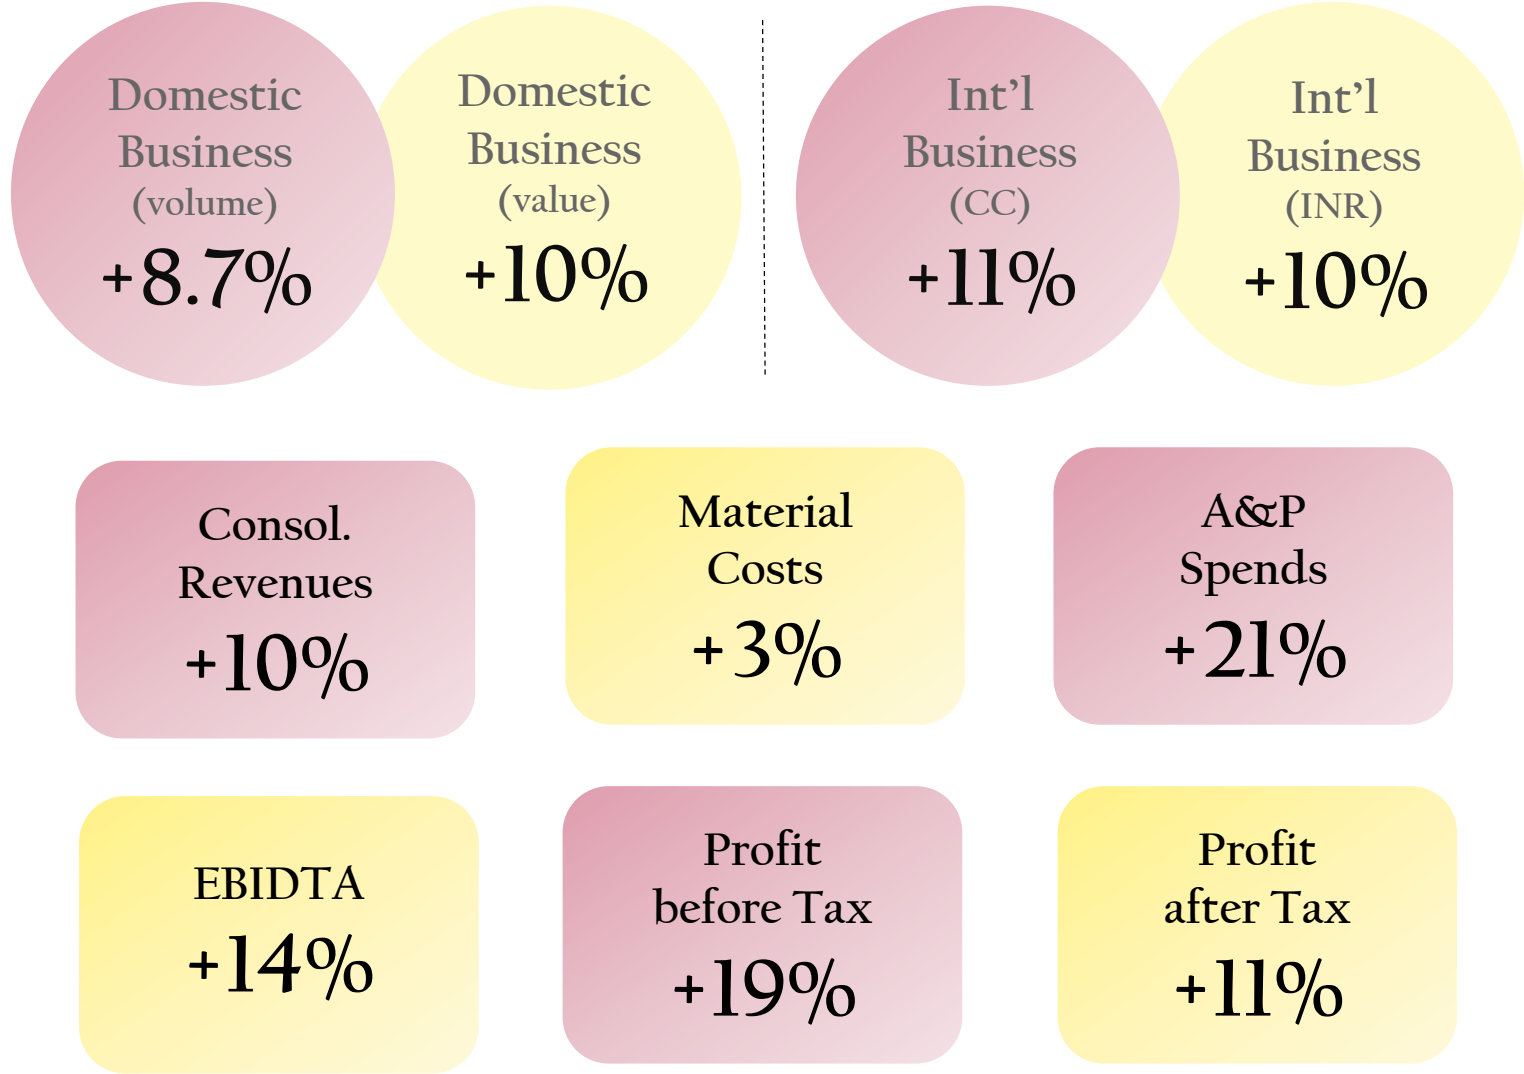 Domestic
Business
(volume)
+8.7%
Domestic
Business
(value)
+10%
Int’l
Business
(CC)
+11%
Int’l
Business
(INR)
+10%
Consol.
Revenues
+10%
Material
Costs
+3%
A&P
Spends
+21%
EBIDTA
+14%
Profit
before Tax
+19%
Profit
after Tax
+11%